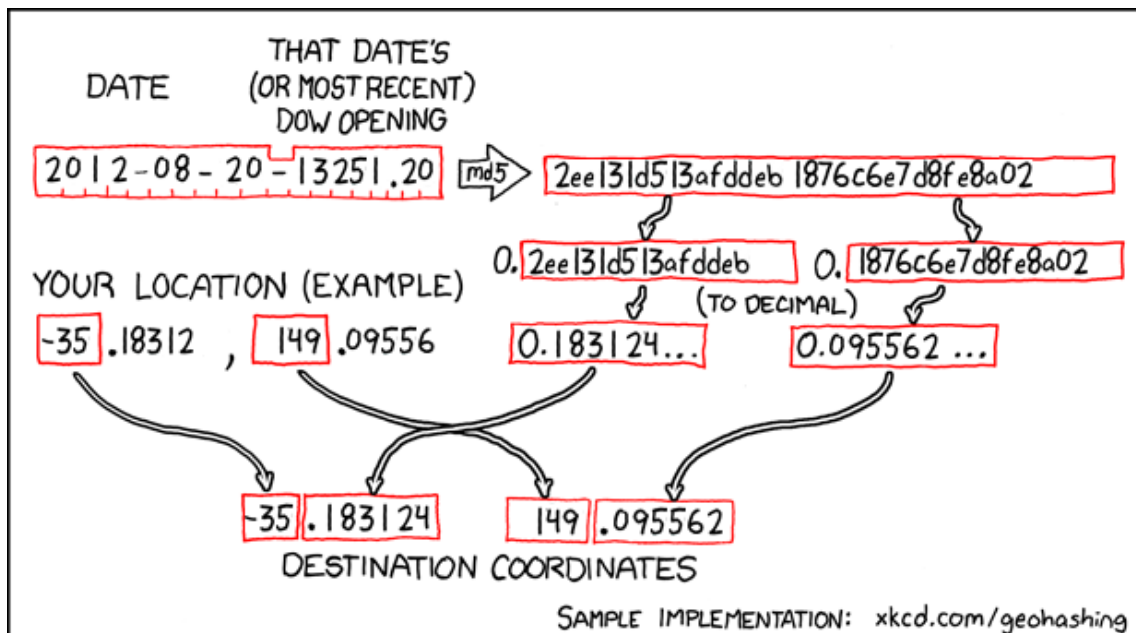 DATE
THAT DATE'S
(OR MOST RECENT)
DOW OPENING
2012-08-20-13251.20
md5
2ee131d513afddeb1876c6e7d8fe8a02
0.2ee131d513afddeb
0.1876c6e7d8fe8a02
(TO DECIMAL)
YOUR LOCATION (EXAMPLE)
-35.18312, 149.09556
0.183124...
0.095562...
-35.183124
149.095562
DESTINATION COORDINATES
SAMPLE IMPLEMENTATION: xkcd.com/geohashing